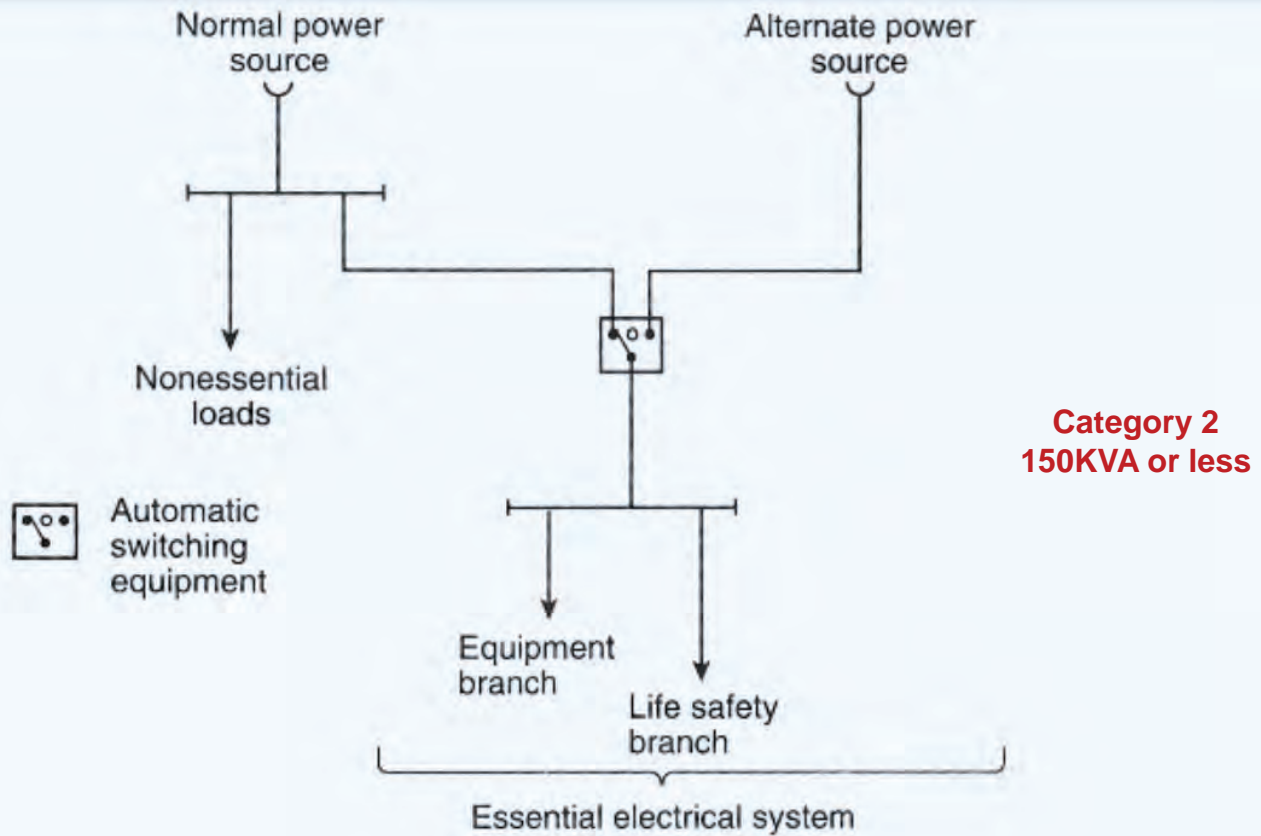 Normal power
source
Alternate power
source
Nonessential
loads
Category 2
150KVA or less
Automatic
switching
equipment
Equipment
branch
Life safety
branch
Essential electrical system